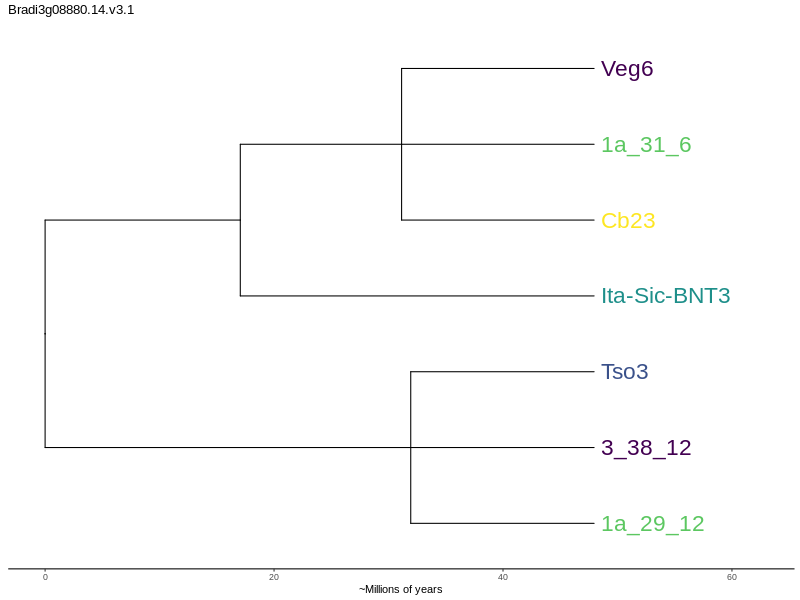 Bradi3g08880.14.v3.1
Veg6
1a_31_6
Cb23
Ita-Sic-BNT3
Tso3
3_38_12
1a_29_12
0 20 40 60
~Millions of years